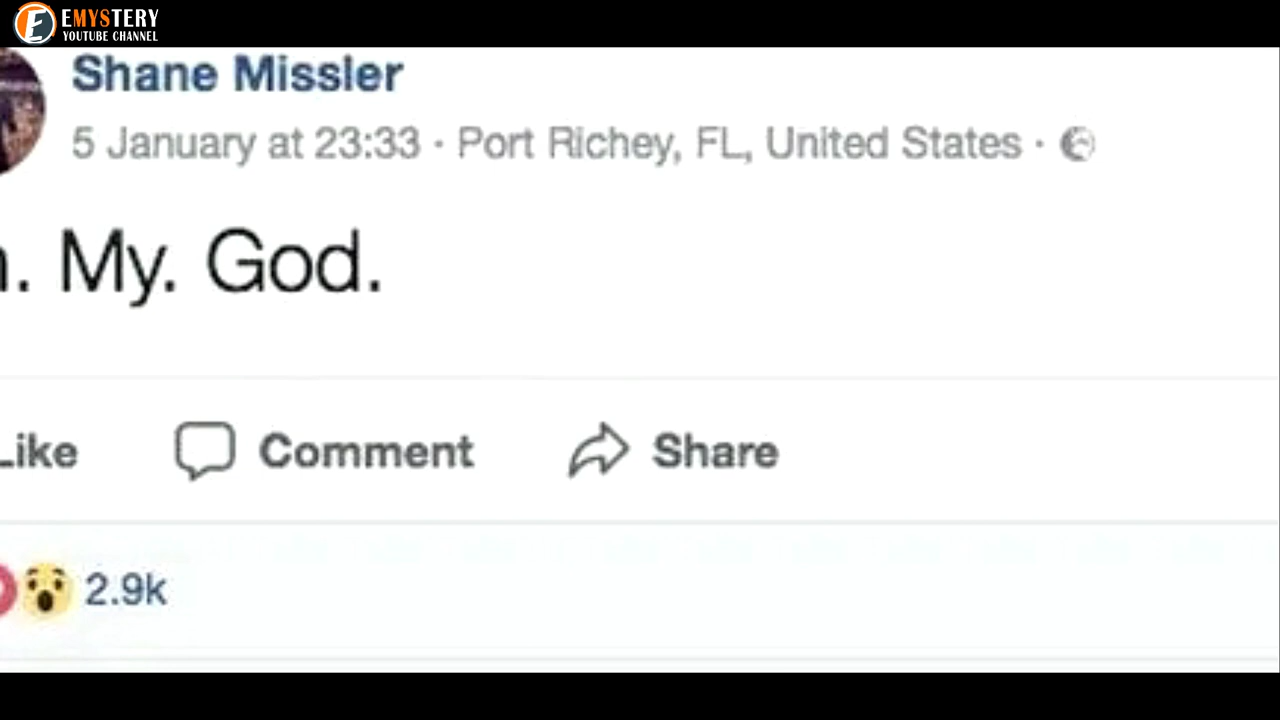 EMYSTERY
YOUTUBE CHANNEL
Shane Missler
5 January at 23:33 · Port Richey, FL, United States ·
My. God.
Like Comment Share
2.9k